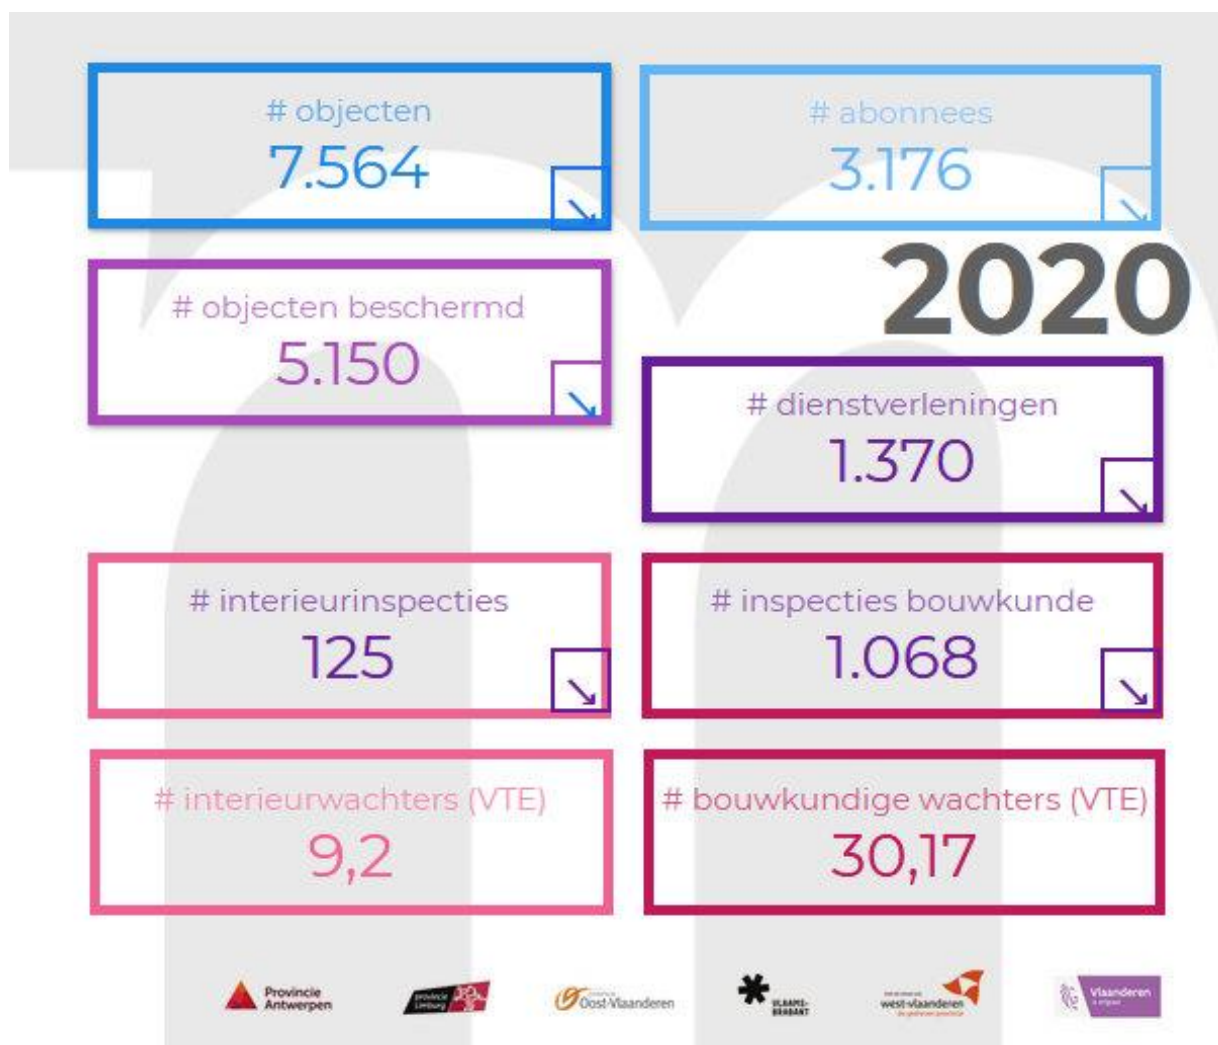 # objecten
7.564
# abonnees
3.176
# objecten beschermd
5.150
2020
# dienstverleningen
1.370
# interieurinspecties
125
# inspecties bouwkunde
1.068
# interieurwachters (VTE)
9,2
# bouwkundige wachters (VTE)
30,17
Provincie
Antwerpen
provincie
Limburg
Oost-Vlaanderen
VLAAMS-
BRABANT
west-vlaanderen
Vlaanderen